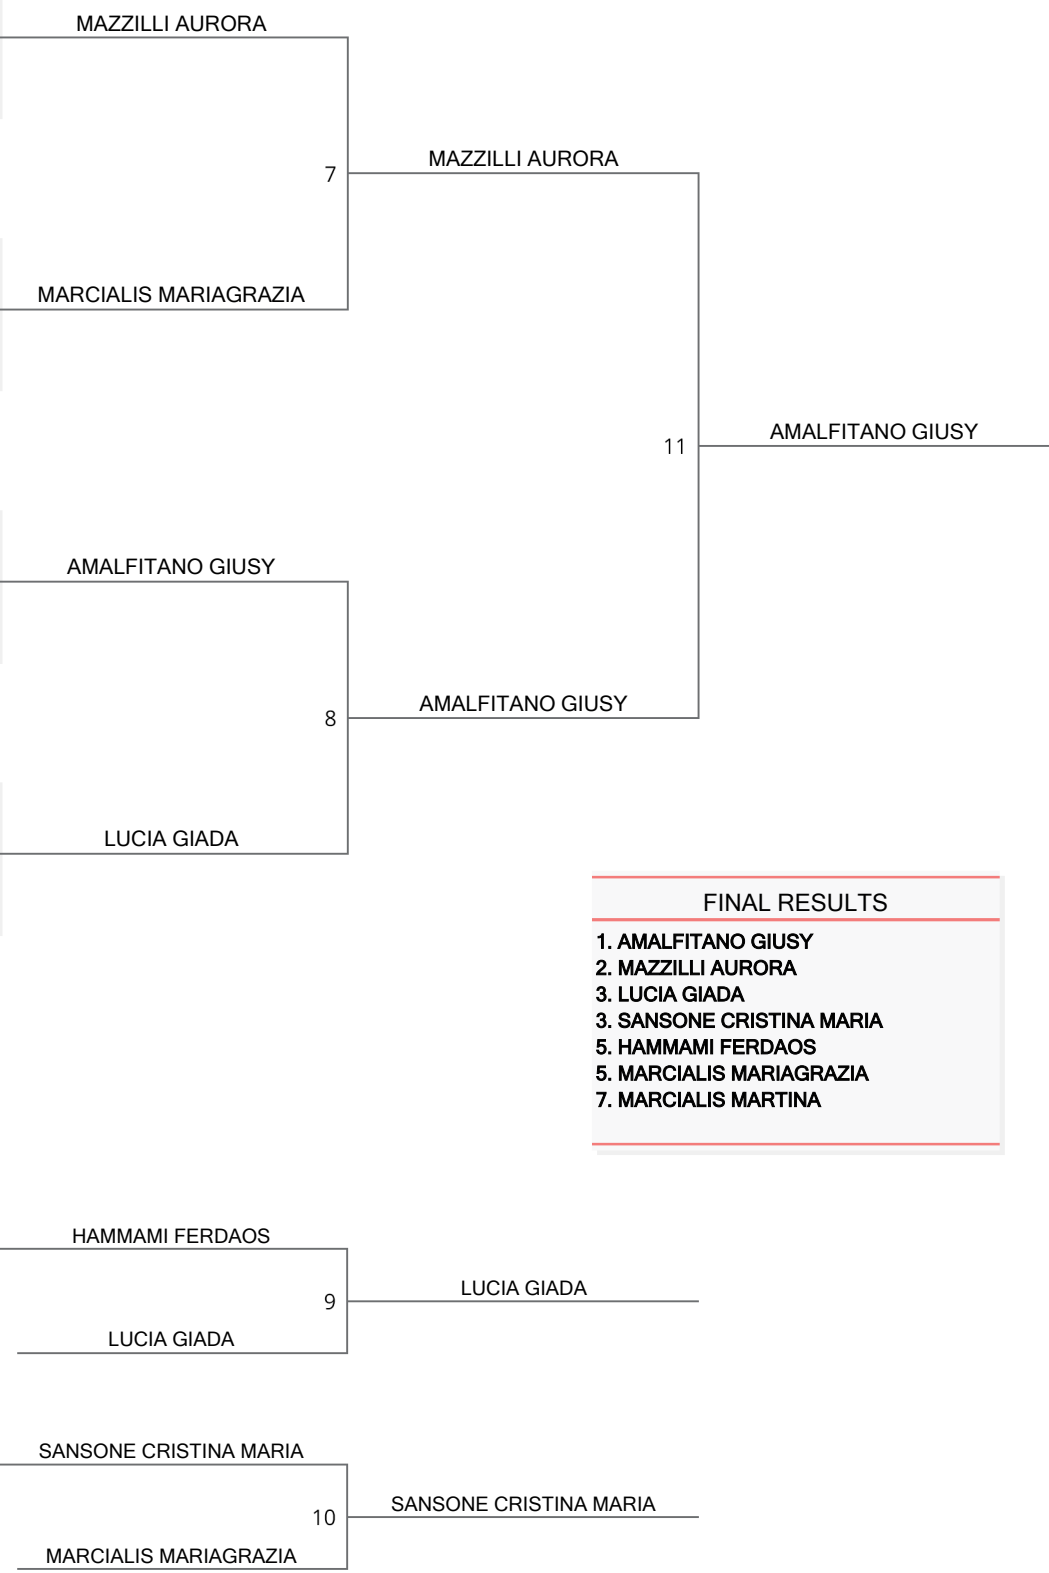 MAZZILLI AURORA
MAZZILLI AURORA
7
MARCIALIS MARIAGRAZIA
AMALFITANO GIUSY
11
AMALFITANO GIUSY
AMALFITANO GIUSY
8
LUCIA GIADA
FINAL RESULTS
1. AMALFITANO GIUSY
2. MAZZILLI AURORA
3. LUCIA GIADA
3. SANSONE CRISTINA MARIA
5. HAMMAMI FERDAOS
5. MARCIALIS MARIAGRAZIA
7. MARCIALIS MARTINA
HAMMAMI FERDAOS
LUCIA GIADA
9
LUCIA GIADA
SANSONE CRISTINA MARIA
SANSONE CRISTINA MARIA
10
MARCIALIS MARIAGRAZIA